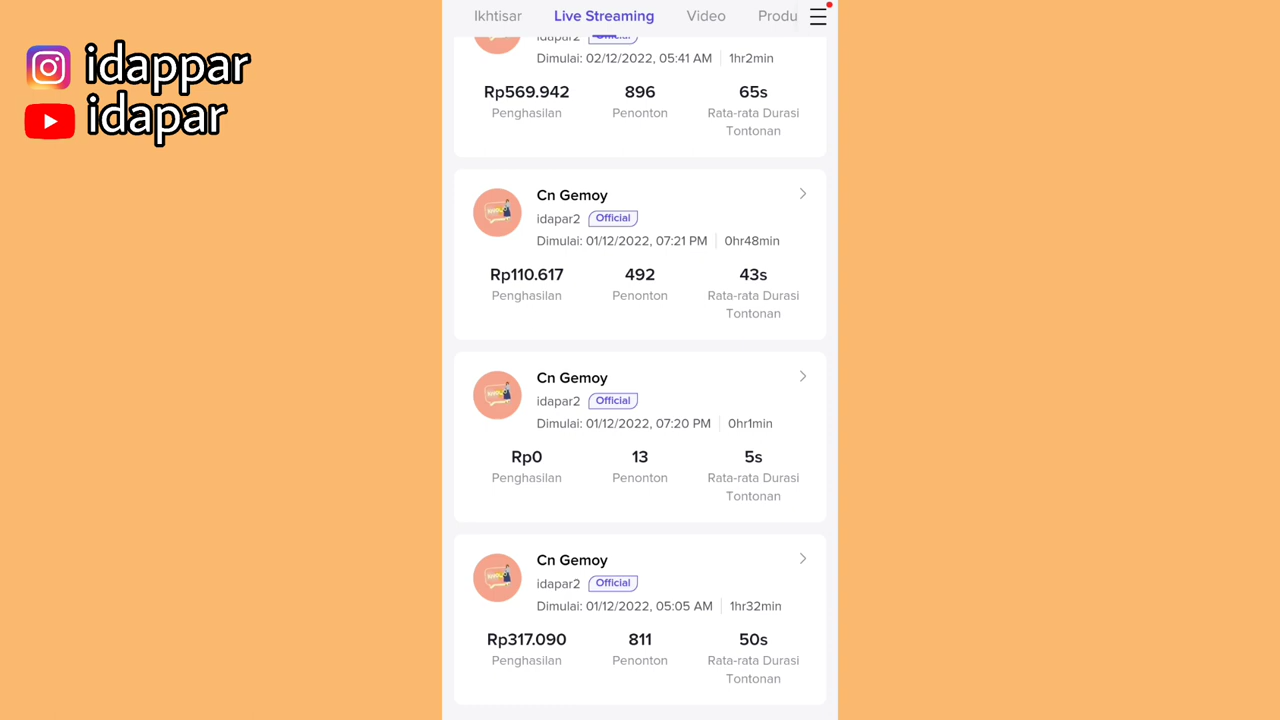 idappar
idapar
Ikhtisar Live Streaming Video Produ
idapar2 Official
Dimulai: 02/12/2022, 05:41 AM 1hr2min
Rp569.942 896 65s
Penghasilan Penonton Rata-rata Durasi
Tontonan
Cn Gemoy
idapar2 Official
Dimulai: 01/12/2022, 07:21 PM 0hr48min
Rp110.617 492 43s
Penghasilan Penonton Rata-rata Durasi
Tontonan
Cn Gemoy
idapar2 Official
Dimulai: 01/12/2022, 07:20 PM 0hr1min
Rp0 13 5s
Penghasilan Penonton Rata-rata Durasi
Tontonan
Cn Gemoy
idapar2 Official
Dimulai: 01/12/2022, 05:05 AM 1hr32min
Rp317.090 811 50s
Penghasilan Penonton Rata-rata Durasi
Tontonan